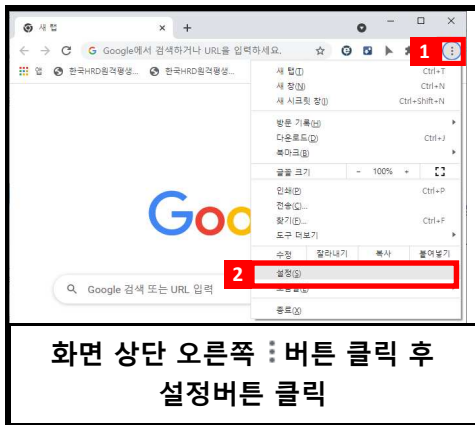 새 탭
Google에서 검색하거나 URL을 입력하세요.
1
앱 한국HRD원격평생... 한국HRD원격평생...
새 탭(T) Ctrl+T
새 창(N) Ctrl+N
새 시크릿 창(I) Ctrl+Shift+N
방문 기록(H)
다운로드(D) Ctrl+J
북마크(B)
글꼴 크기 - 100% +
인쇄(P) Ctrl+P
전송(C)...
찾기(F)... Ctrl+F
도구 더보기
수정 잘라내기 복사 붙여넣기
2 설정(S)
종료(X)
Goo
Google 검색 또는 URL 입력
화면 상단 오른쪽 버튼 클릭 후
설정버튼 클릭